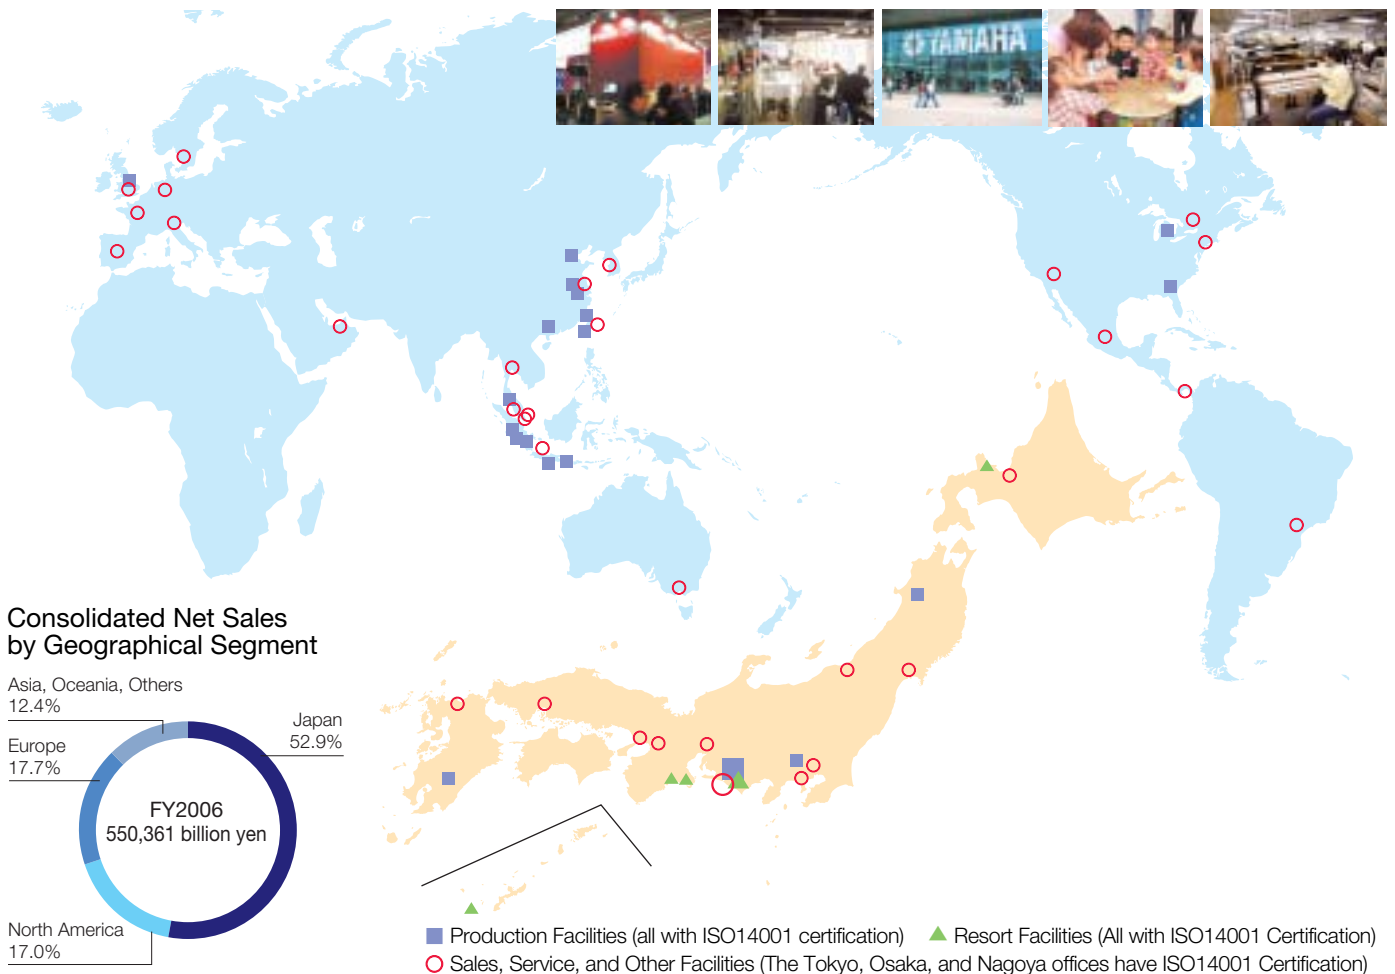 YAMAHA
Consolidated Net Sales
by Geographical Segment
Asia, Oceania, Others
12.4%
Japan
52.9%
Europe
17.7%
FY2006
550,361 billion yen
North America
17.0%
Production Facilities (all with ISO14001 certification)
Resort Facilities (All with ISO14001 Certification)
Sales, Service, and Other Facilities (The Tokyo, Osaka, and Nagoya offices have ISO14001 Certification)